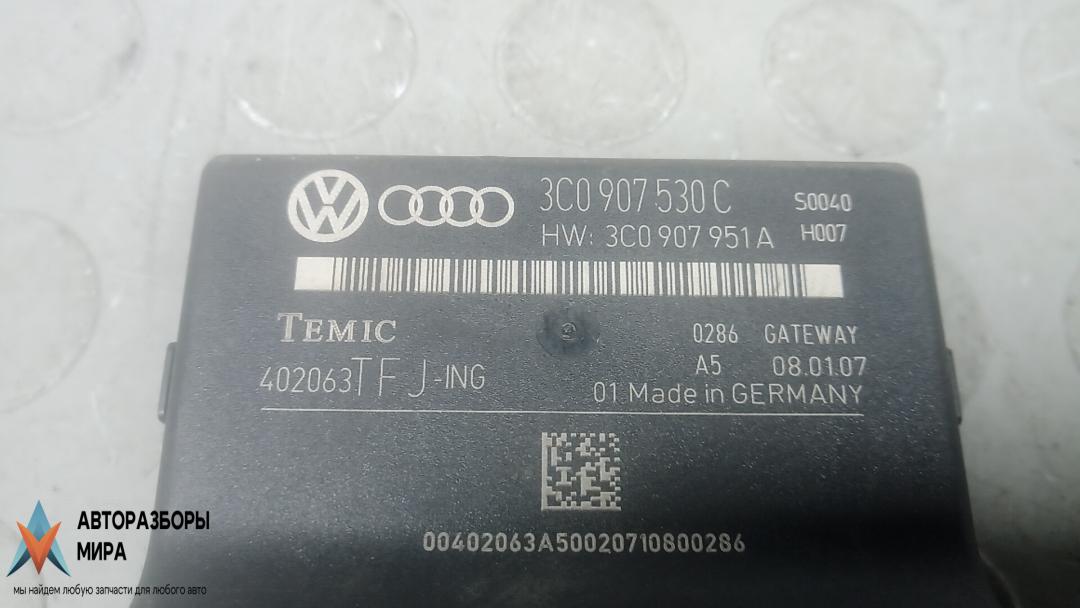 3C0 907 530 C S0040
HW: 3C0 907 951 A H007
TEMIC 0286 GATEWAY
402063TFJ-ING A5 08.01.07
01 Made in GERMANY
00402063A50020710800286
АВТОРАЗБОРЫ
МИРА
мы найдем любую запчасти для любого авто